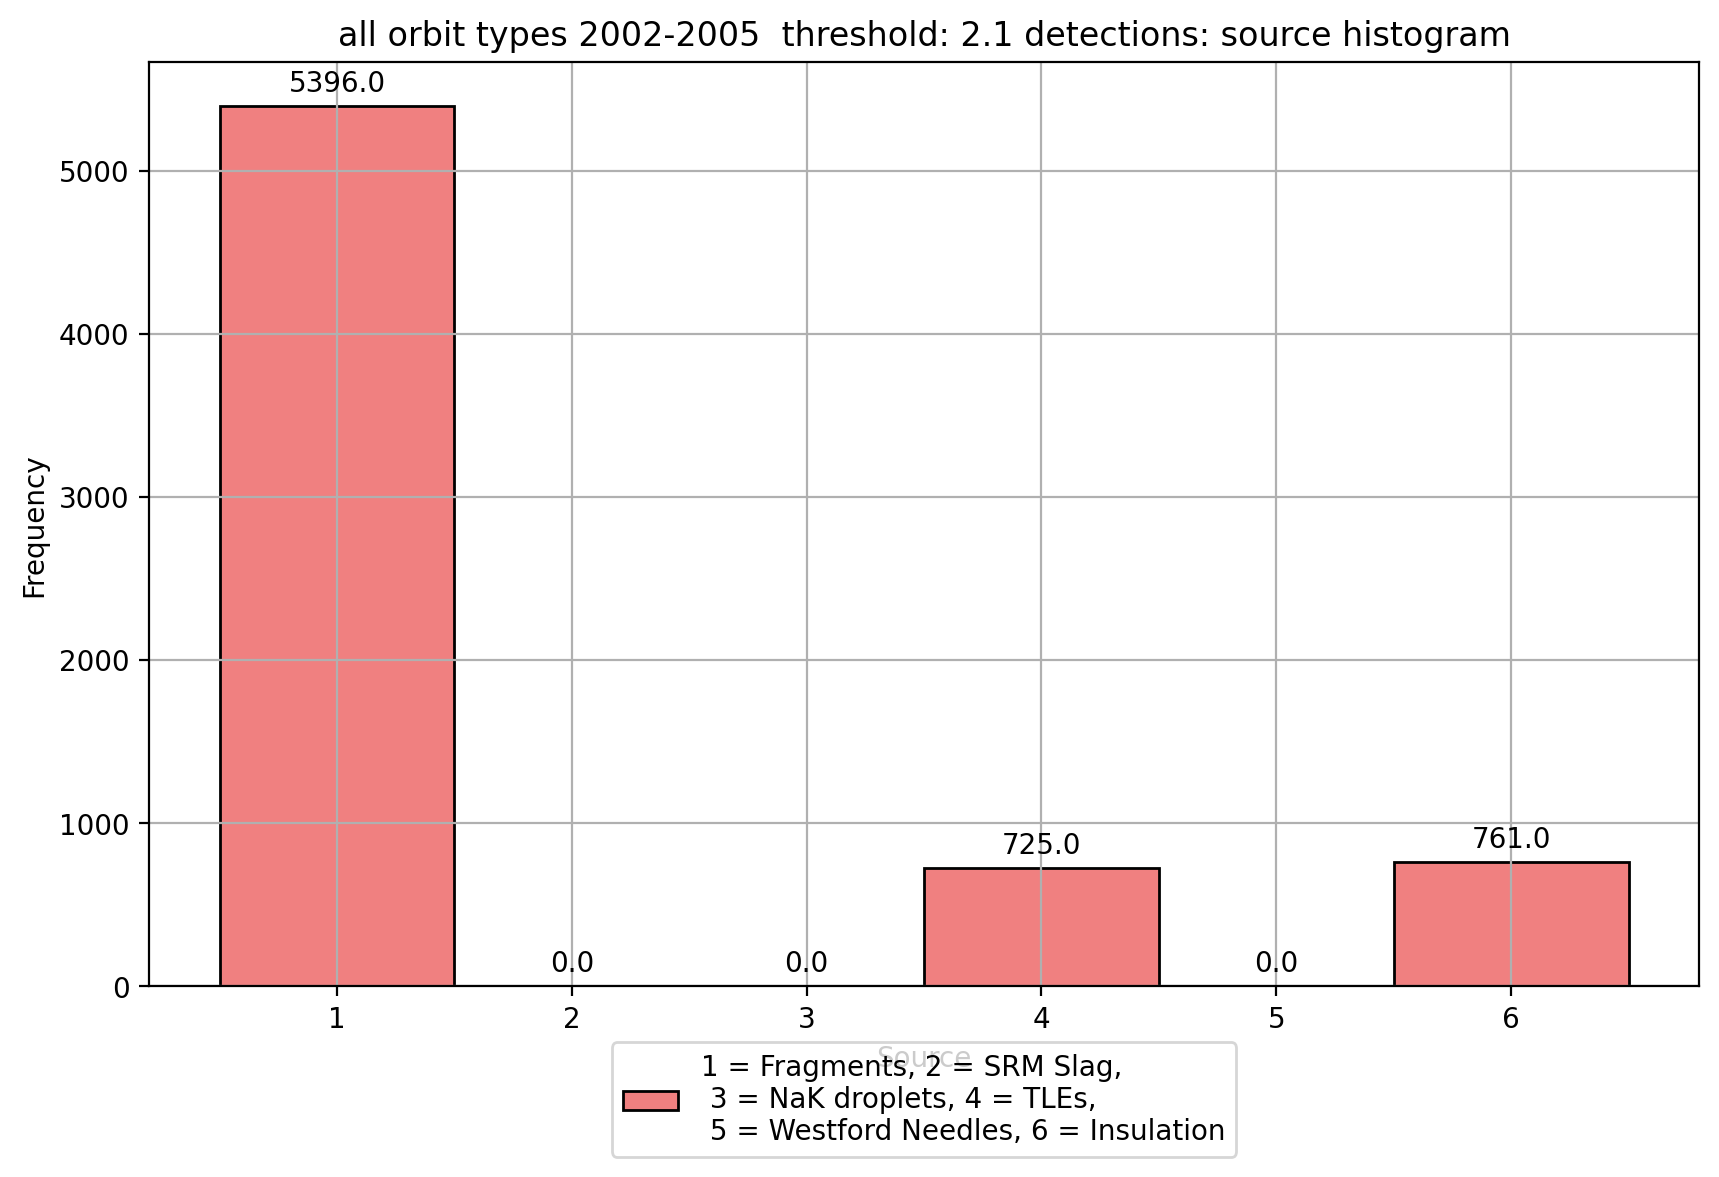 all orbit types 2002-2005  threshold: 2.1 detections: source histogram
5396.0
5000
4000
3000
2000
1000
0
Frequency
0.0
0.0
725.0
0.0
761.0
1 2 3 4 5 6
Source
1 = Fragments, 2 = SRM Slag,
3 = NaK droplets, 4 = TLEs,
5 = Westford Needles, 6 = Insulation